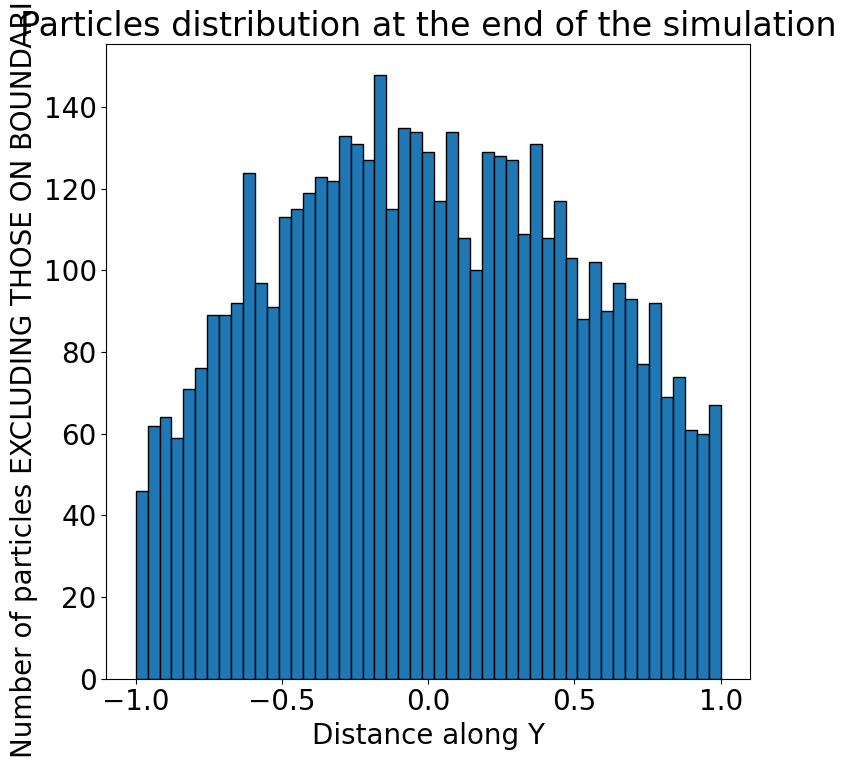 Particles distribution at the end of the simulation
Number of particles EXCLUDING THOSE ON BOUNDARI
140
120
100
80
60
40
20
0
−1.0 −0.5 0.0 0.5 1.0
Distance along Y